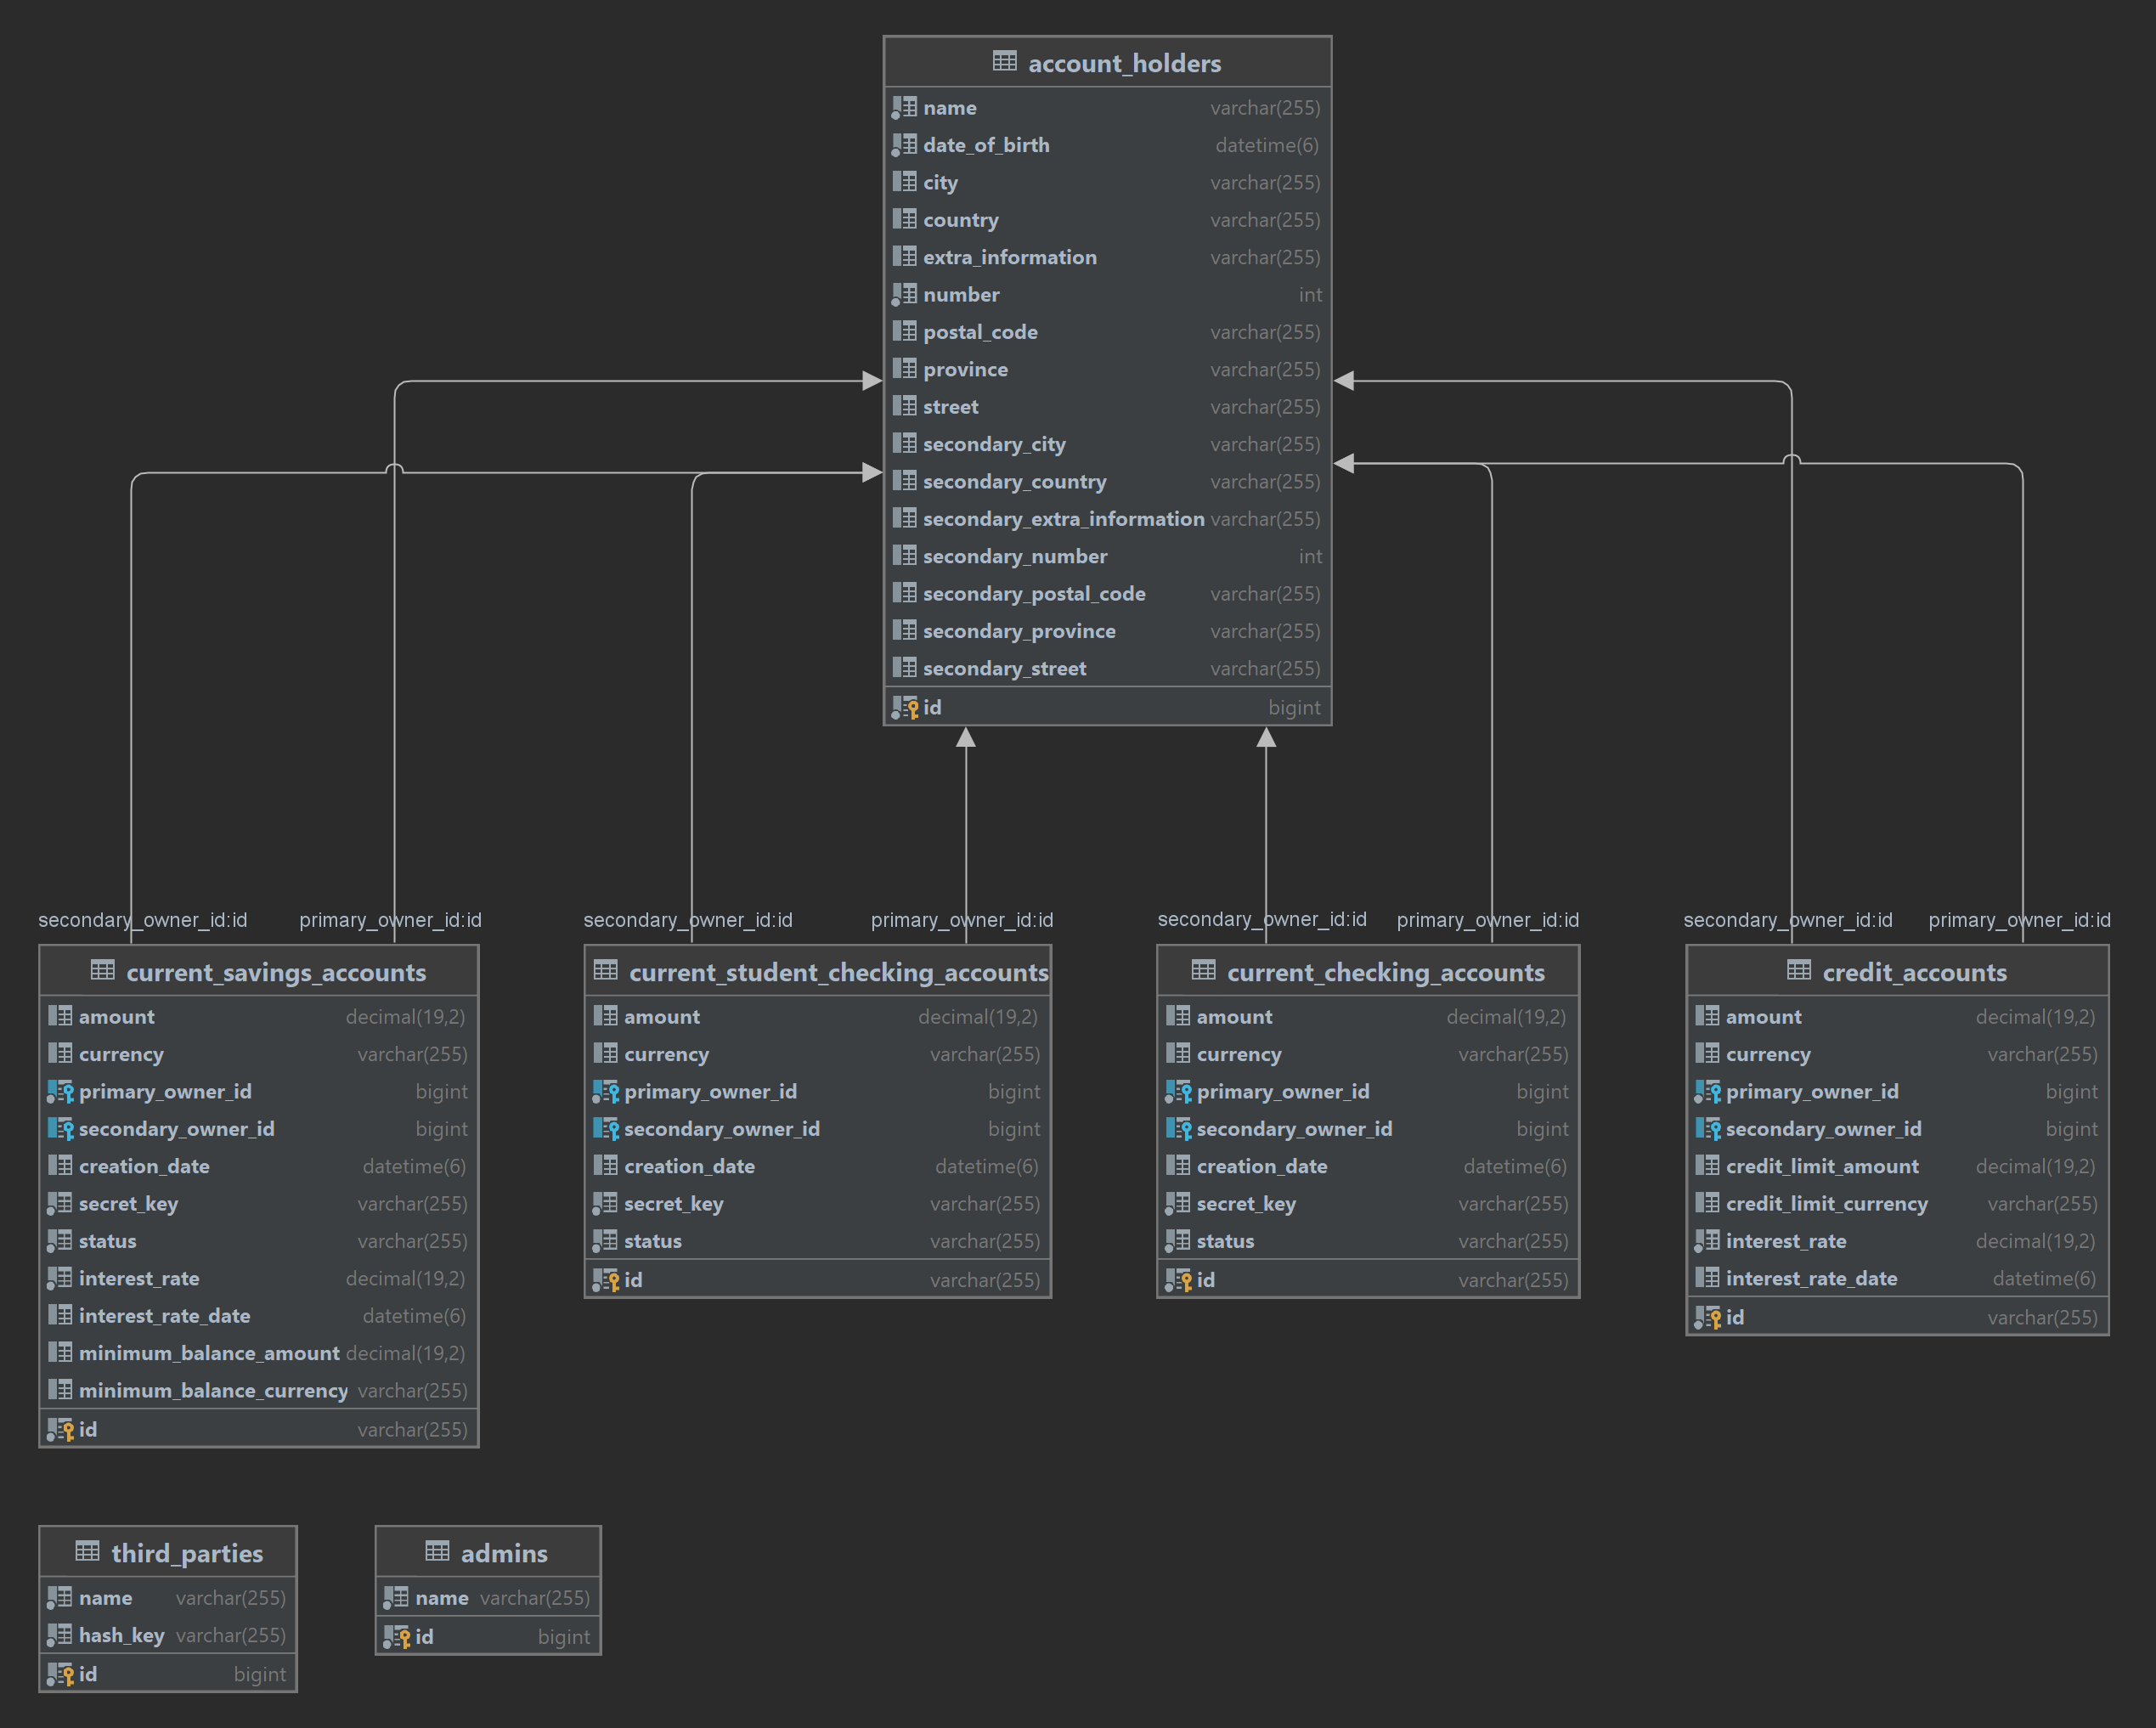 account_holders
name varchar(255)
date_of_birth datetime(6)
city varchar(255)
country varchar(255)
extra_information varchar(255)
number int
postal_code varchar(255)
province varchar(255)
street varchar(255)
secondary_city varchar(255)
secondary_country varchar(255)
secondary_extra_information varchar(255)
secondary_number int
secondary_postal_code varchar(255)
secondary_province varchar(255)
secondary_street varchar(255)
id bigint
secondary_owner_id:id
primary_owner_id:id
current_savings_accounts
amount decimal(19,2)
currency varchar(255)
primary_owner_id bigint
secondary_owner_id bigint
creation_date datetime(6)
secret_key varchar(255)
status varchar(255)
interest_rate decimal(19,2)
interest_rate_date datetime(6)
minimum_balance_amount decimal(19,2)
minimum_balance_currency varchar(255)
id varchar(255)
secondary_owner_id:id
primary_owner_id:id
current_student_checking_accounts
amount decimal(19,2)
currency varchar(255)
primary_owner_id bigint
secondary_owner_id bigint
creation_date datetime(6)
secret_key varchar(255)
status varchar(255)
id varchar(255)
secondary_owner_id:id
primary_owner_id:id
current_checking_accounts
amount decimal(19,2)
currency varchar(255)
primary_owner_id bigint
secondary_owner_id bigint
creation_date datetime(6)
secret_key varchar(255)
status varchar(255)
id varchar(255)
secondary_owner_id:id
primary_owner_id:id
credit_accounts
amount decimal(19,2)
currency varchar(255)
primary_owner_id bigint
secondary_owner_id bigint
credit_limit_amount decimal(19,2)
credit_limit_currency varchar(255)
interest_rate decimal(19,2)
interest_rate_date datetime(6)
id varchar(255)
third_parties
name varchar(255)
hash_key varchar(255)
id bigint
admins
name varchar(255)
id bigint